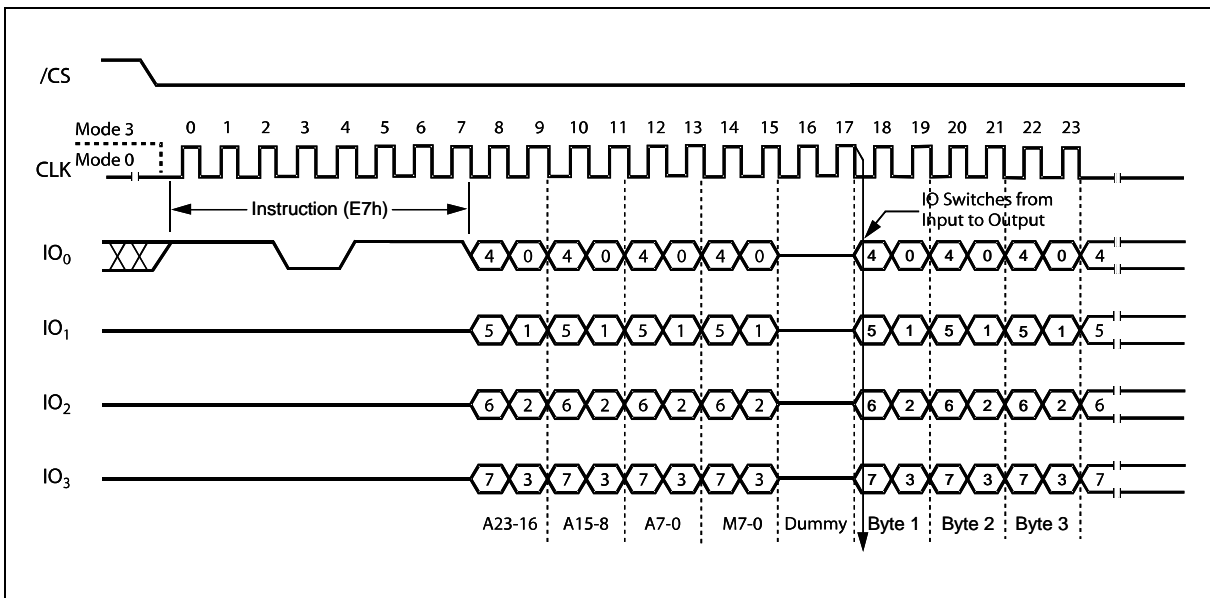 /CS
Mode 3
0 1 2 3 4 5 6 7 8 9 10 11 12 13 14 15 16 17 18 19 20 21 22 23
CLK
Mode 0
Instruction (E7h)
IO Switches from
Input to Output
IO0
4 0 4 0 4 0 4 0 4 0 4 0 4 0 4
IO1
5 1 5 1 5 1 5 1 5 1 5 1 5 1 5
IO2
6 2 6 2 6 2 6 2 6 2 6 2 6 2 6
IO3
7 3 7 3 7 3 7 3 7 3 7 3 7 3 7
A23-16 A15-8 A7-0 M7-0 Dummy Byte 1 Byte 2 Byte 3